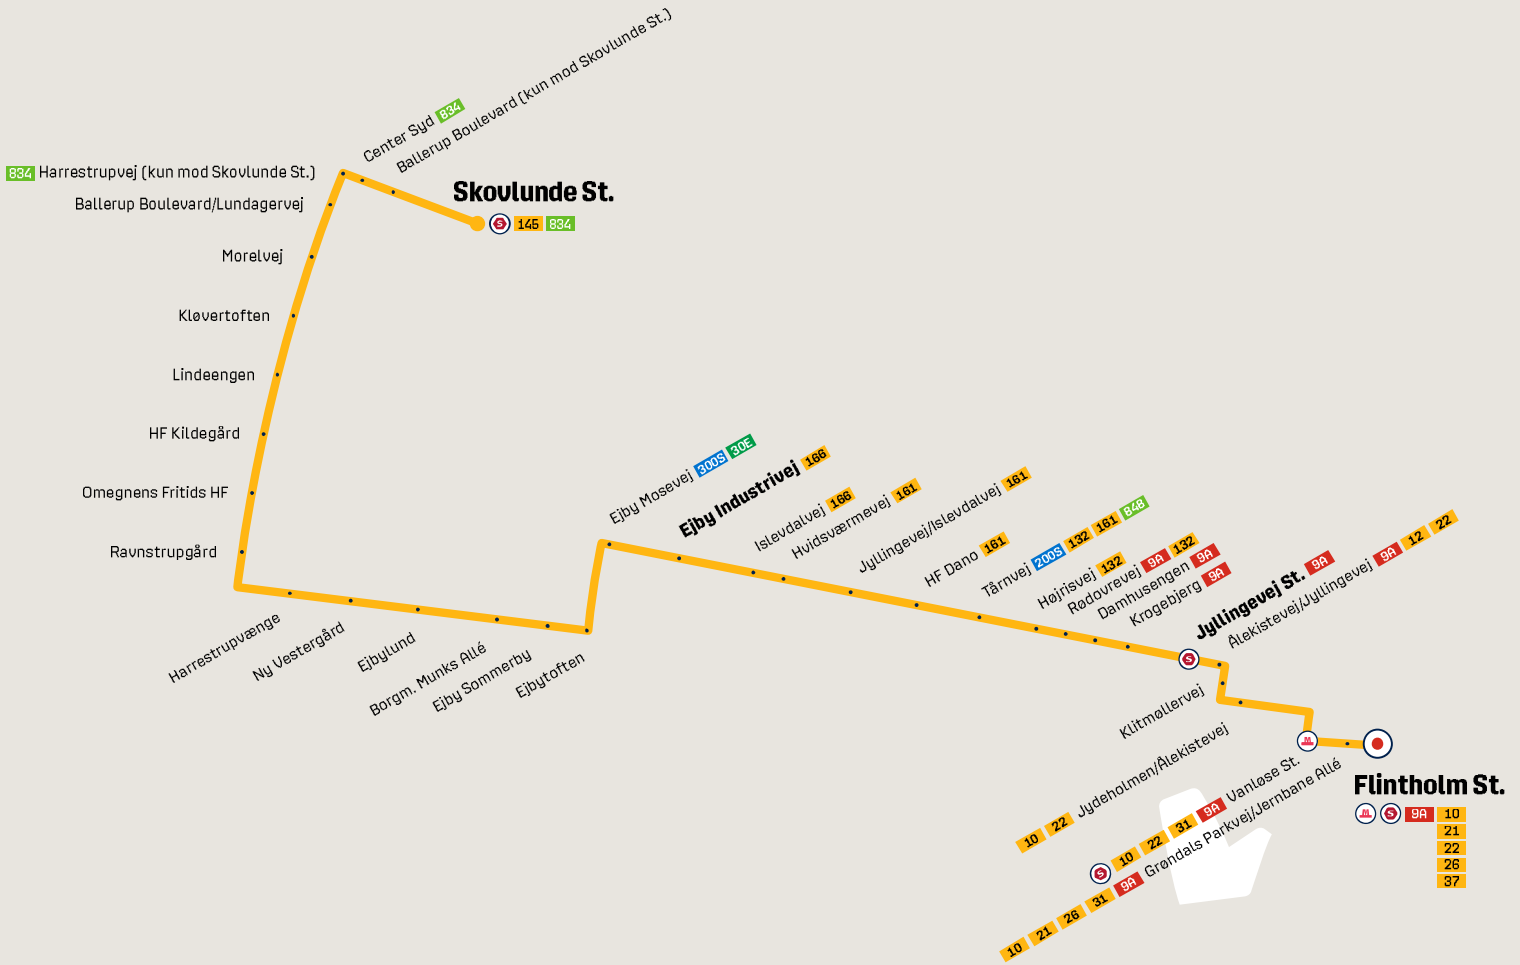 Center Syd 834
Ballerup Boulevard (kun mod Skovlunde St.)
834 Harrestrupvej (kun mod Skovlunde St.)
Skovlunde St.
S 145 834
Ballerup Boulevard/Lundagervej
Morelvej
Kløvertoften
Lindeengen
HF Kildegård
Omegnens Fritids HF
Ravnstrupgård
Harrestrupvænge
Ny Vestergård
Ejbylund
Borgm. Munks Allé
Ejby Sommerby
Ejbytoften
Ejby Mosevej 300S 30E
Ejby Industrivej 166
Islevdalvej 166
Hvidsværmevej 161
Jyllingevej/Islevdalvej 161
HF Dano 161
Tårnvej 200S 132 161 848
Højrisvej 132
Rødovrevej 9A 132
Damhusengen 9A
Krogebjerg 9A
Jyllingevej St. 9A
S
Ålekistevej/Jyllingevej 9A 12 22
Klitmøllervej
10 22 Jydeholmen/Ålekistevej
M
S 10 22 31 9A Vanløse St.
10 21 26 31 9A Grøndals Parkvej/Jernbane Allé
Flintholm St.
M S 9A 10
21
22
26
37